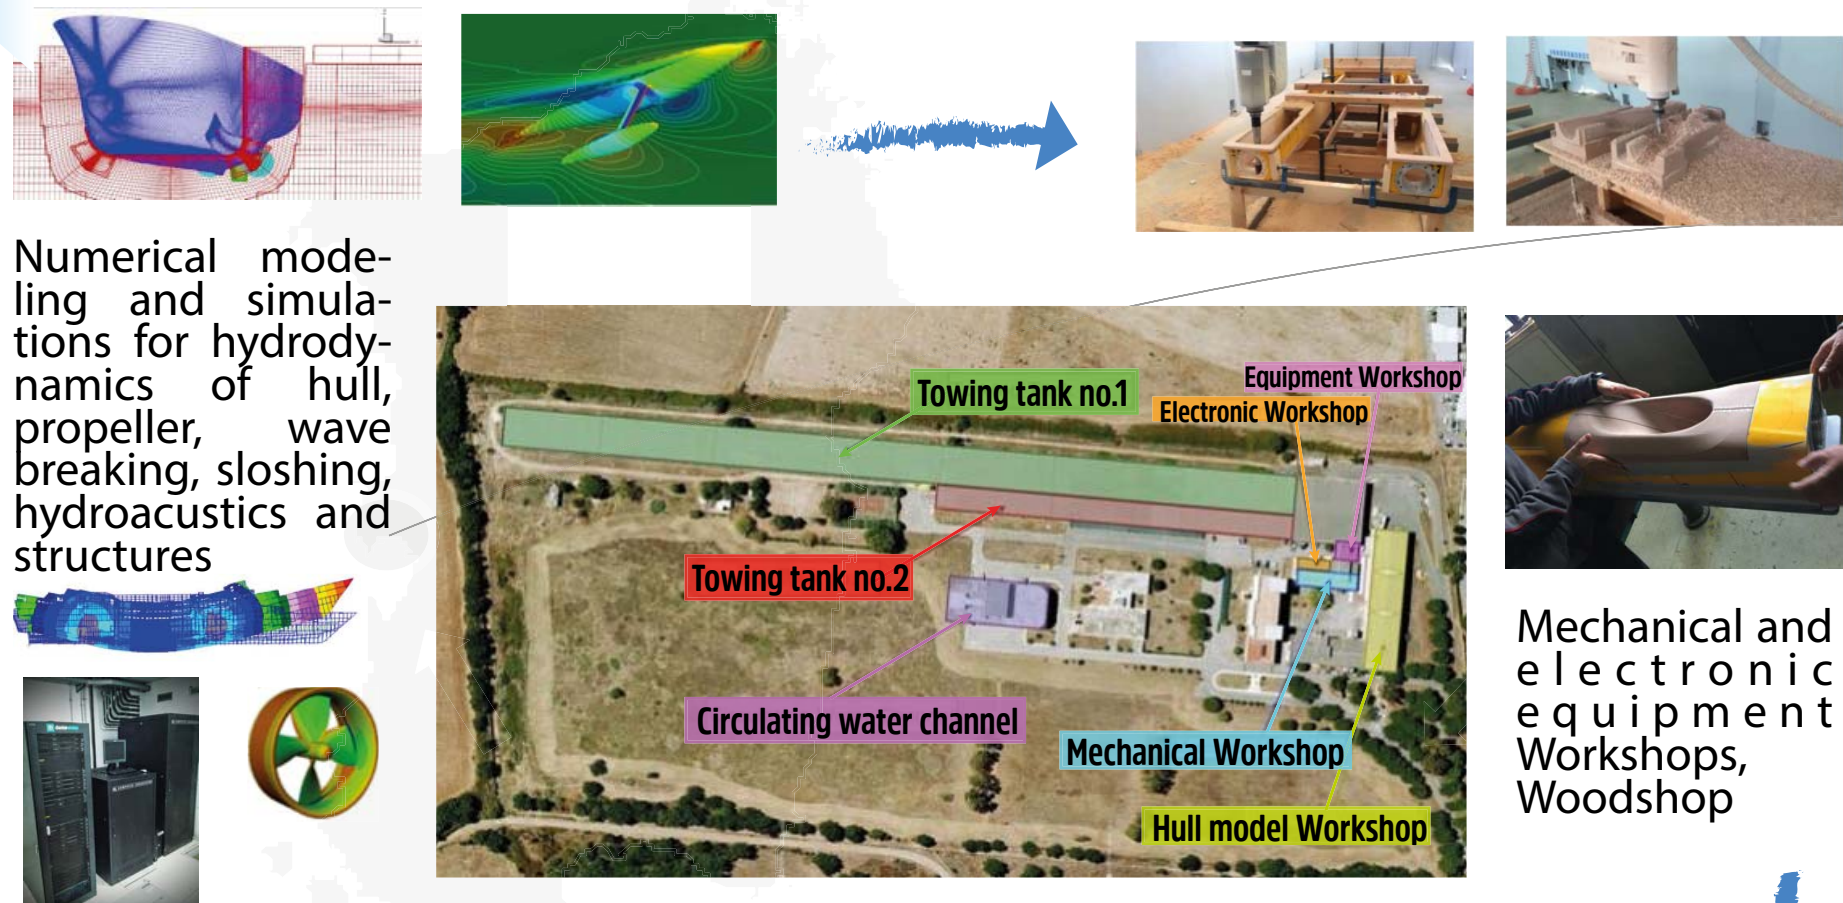 Numerical mode-
ling and simula-
tions for hydrody-
namics of hull,
propeller, wave
breaking, sloshing,
hydroacustics and
structures
Towing tank no.1
Equipment Workshop
Electronic Workshop
Towing tank no.2
Circulating water channel
Mechanical Workshop
Hull model Workshop
Mechanical and
electronic
equipment
Workshops,
Woodshop